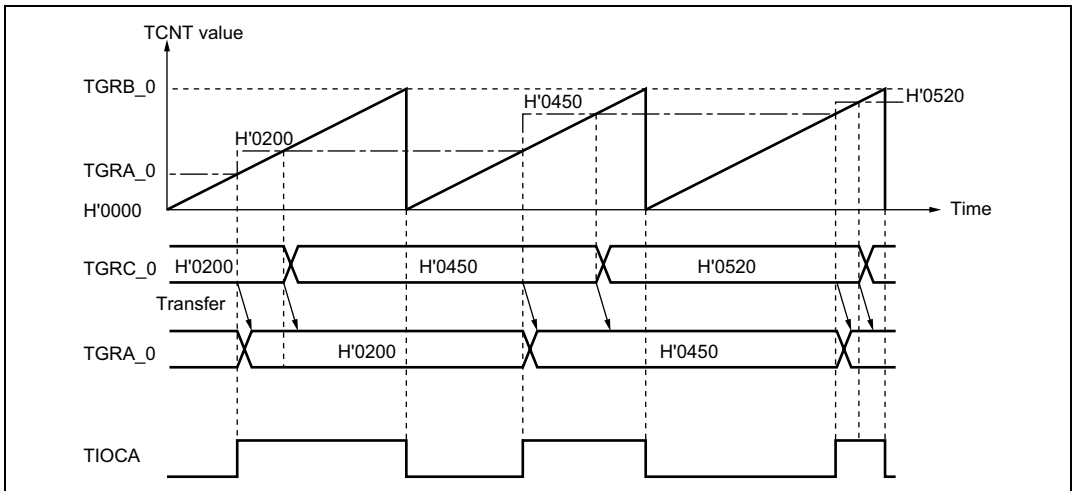 TCNT value
TGRB_0
H'0520
H'0450
H'0200
TGRA_0
H'0000
Time
TGRC_0
H'0200
H'0450
H'0520
Transfer
TGRA_0
H'0200
H'0450
TIOCA